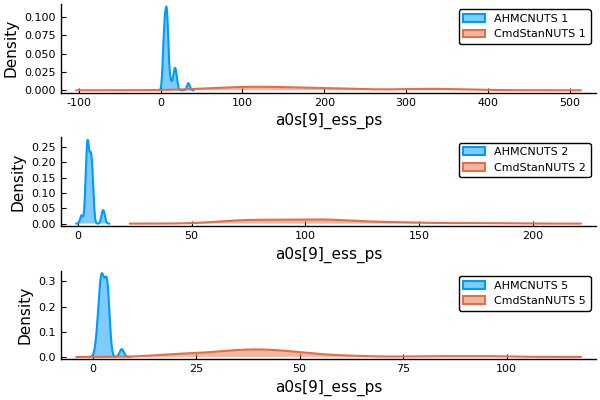 0.100
0.075
0.050
0.025
0.000
Density
AHMCNUTS 1
CmdStanNUTS 1
-100 0 100 200 300 400 500
a0s[9]_ess_ps
0.25
0.20
0.15
0.10
0.05
0.00
Density
AHMCNUTS 2
CmdStanNUTS 2
0 50 100 150 200
a0s[9]_ess_ps
0.3
0.2
0.1
0.0
Density
AHMCNUTS 5
CmdStanNUTS 5
0 25 50 75 100
a0s[9]_ess_ps